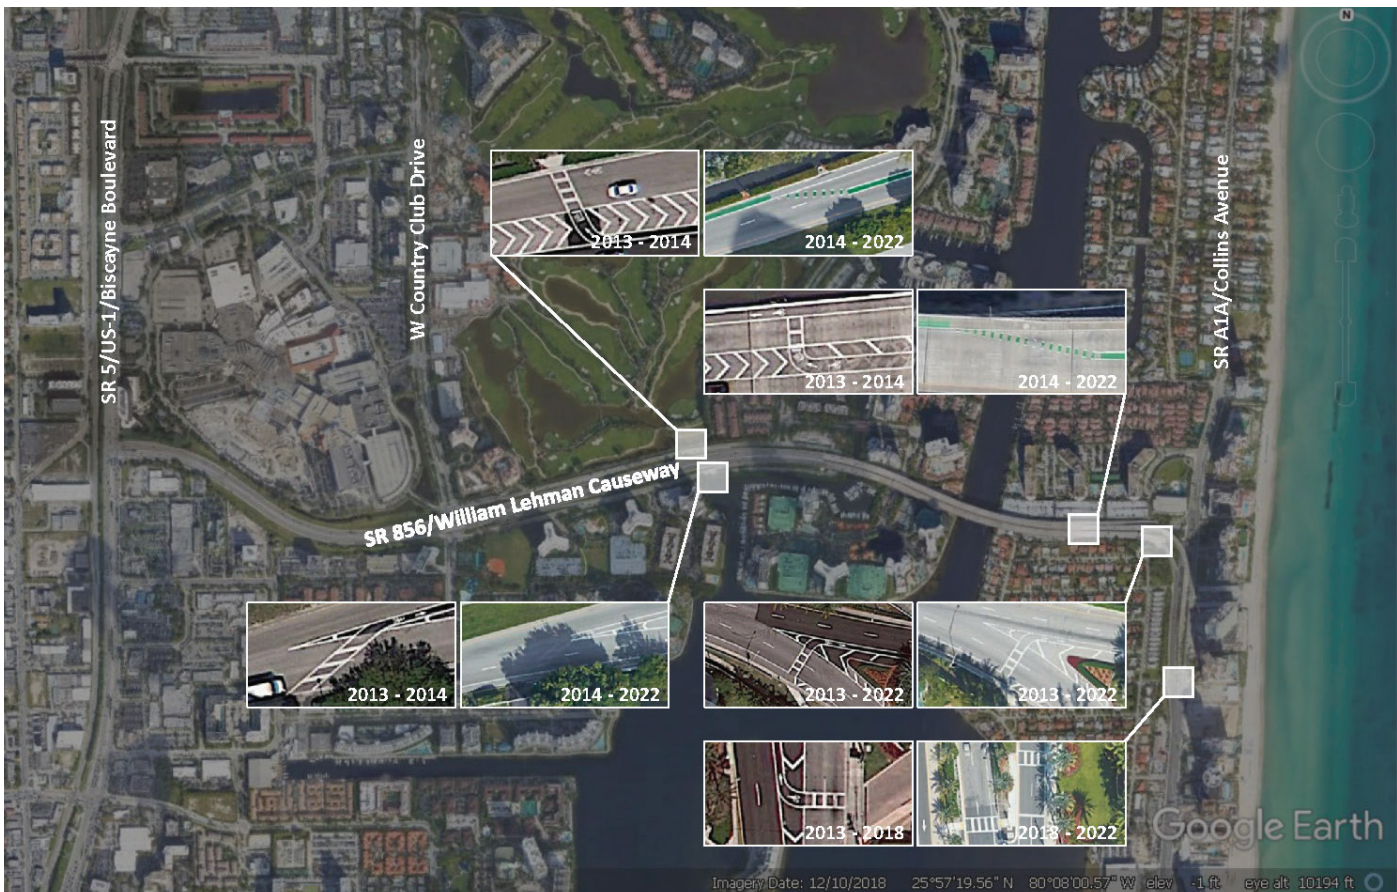 N
SR 5/US-1/Biscayne Boulevard
W Country Club Drive
SR A1A/Collins Avenue
2013 - 2014
2014 - 2022
2013 - 2014
2014 - 2022
SR 856/William Lehman Causeway
2013 - 2014
2014 - 2022
2013 - 2022
2013 - 2022
2013 - 2018
2018 - 2022
Google Earth
Imagery Date: 12/10/2018 25°57'19.56" N 80°08'00.57" W elev -1 ft eye alt 10194 ft